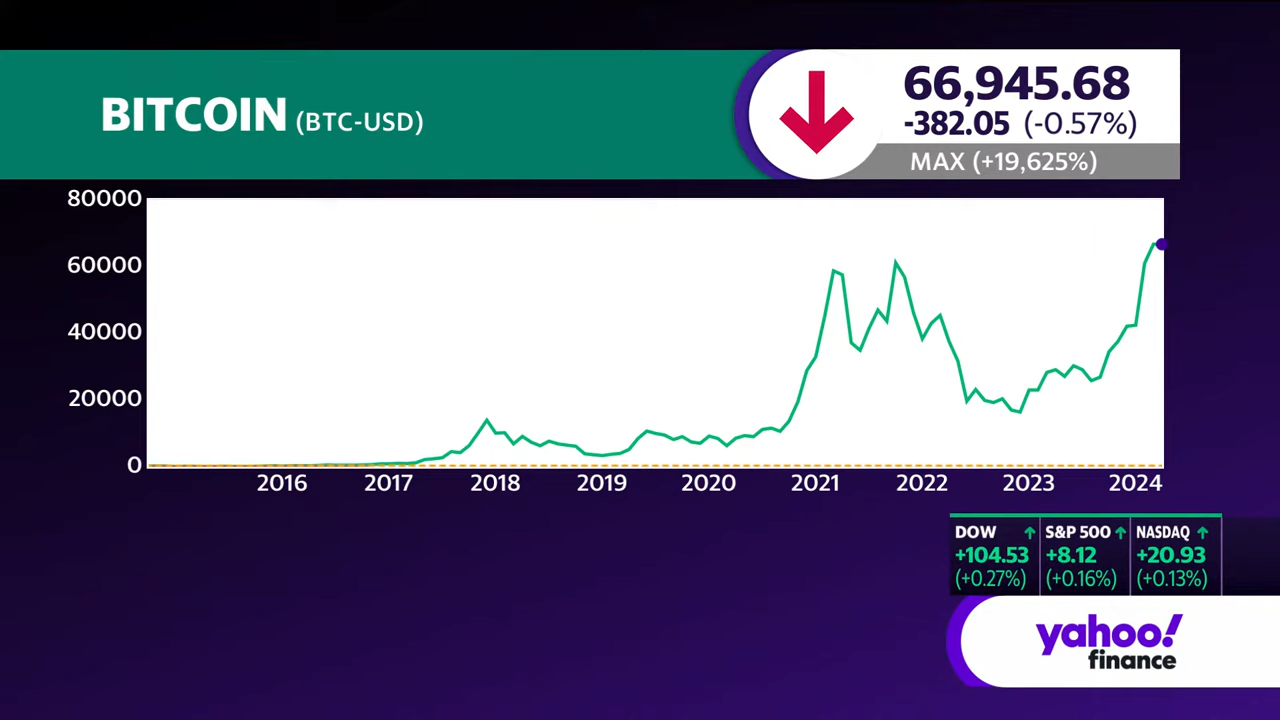 BITCOIN (BTC-USD)
66,945.68
-382.05 (-0.57%)
MAX (+19,625%)
80000
60000
40000
20000
0
2016 2017 2018 2019 2020 2021 2022 2023 2024
DOW S&P 500 NASDAQ
+104.53 +8.12 +20.93
(+0.27%) (+0.16%) (+0.13%)
yahoo!
finance